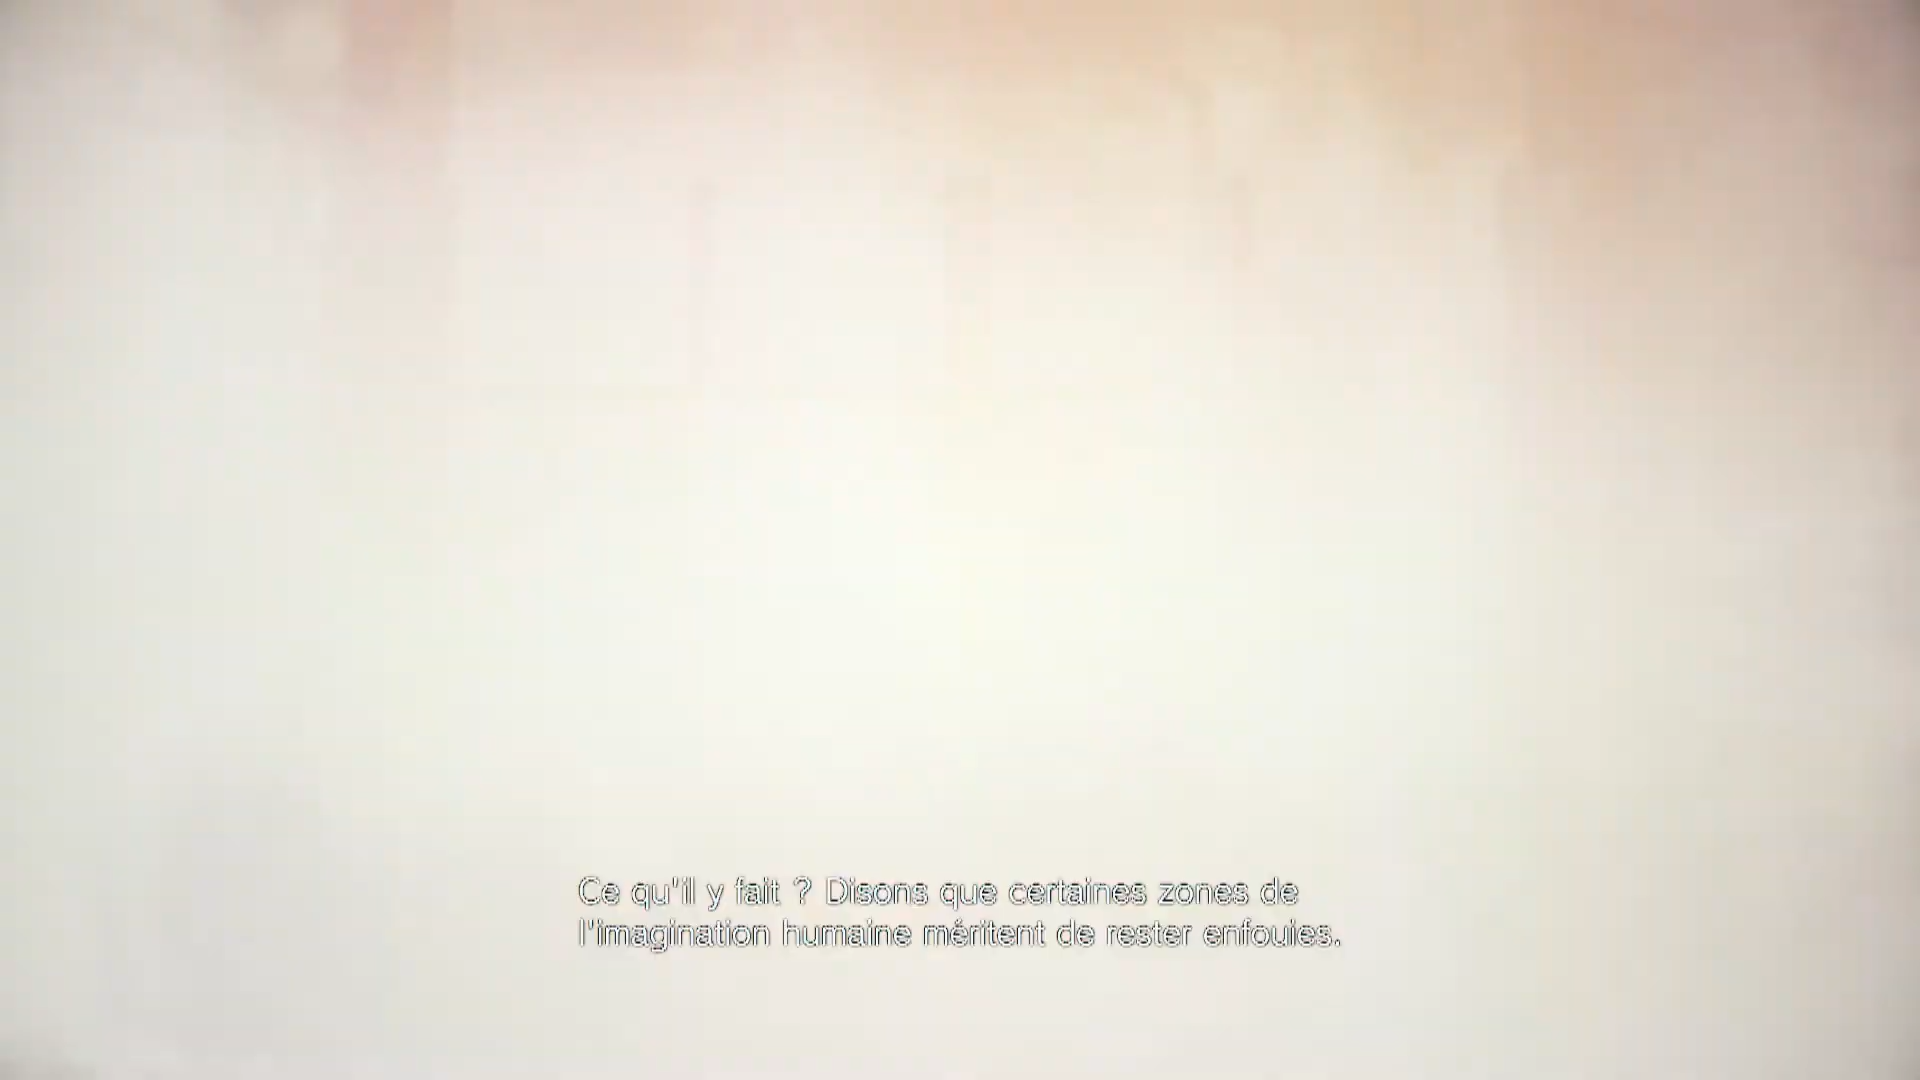 Ce qu'il y fait ? Disons que certaines zones de
l'imagination humaine méritent de rester enfouies.